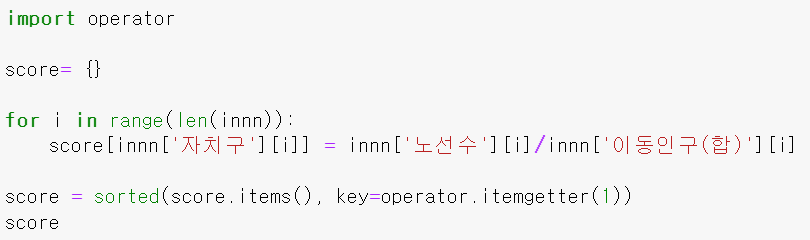 import operator
score= {}
for i in range(len(innn)):
    score[innn['자치구'][i]] = innn['노선수'][i]/innn['이동인구(합)'][i]
score = sorted(score.items(), key=operator.itemgetter(1))
score